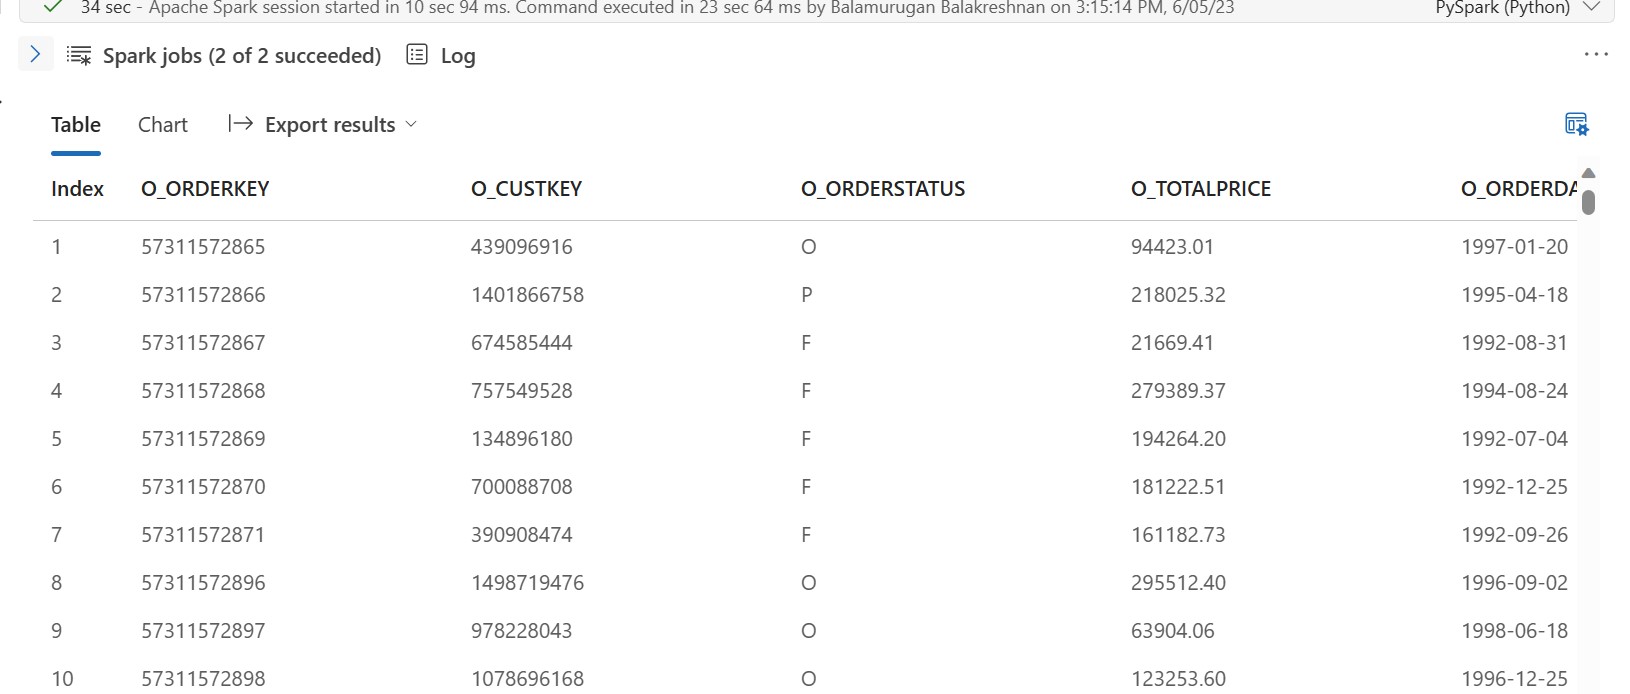 34 sec - Apache Spark session started in 10 sec 94 ms. Command executed in 23 sec 64 ms by Balamurugan Balakreshnan on 3:15:14 PM, 6/05/23 PySpark (Python)
Spark jobs (2 of 2 succeeded) Log
Table Chart Export results
Index O_ORDERKEY O_CUSTKEY O_ORDERSTATUS O_TOTALPRICE O_ORDERDA
1 57311572865 439096916 O 94423.01 1997-01-20
2 57311572866 1401866758 P 218025.32 1995-04-18
3 57311572867 674585444 F 21669.41 1992-08-31
4 57311572868 757549528 F 279389.37 1994-08-24
5 57311572869 134896180 F 194264.20 1992-07-04
6 57311572870 700088708 F 181222.51 1992-12-25
7 57311572871 390908474 F 161182.73 1992-09-26
8 57311572896 1498719476 O 295512.40 1996-09-02
9 57311572897 978228043 O 63904.06 1998-06-18
10 57311572898 1078696168 O 123253.60 1996-12-25